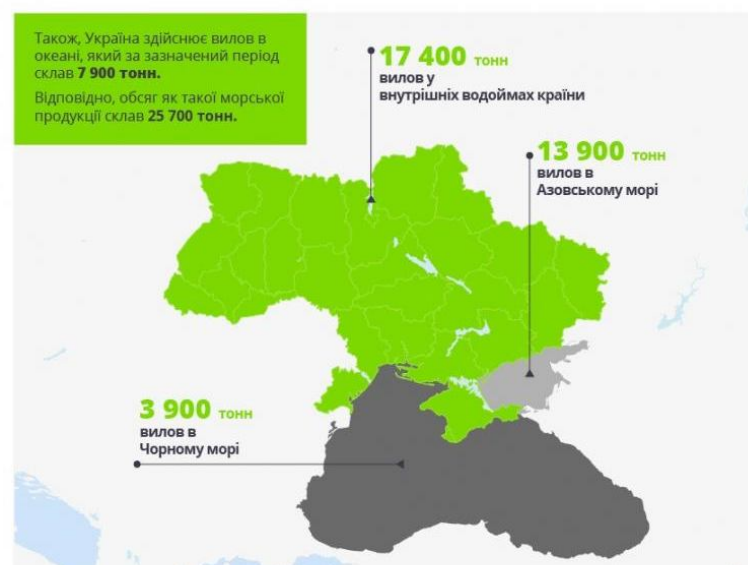 Також, Україна здійснює вилов в
океані, який за зазначений період
склав 7 900 тонн.
Відповідно, обсяг як такої морської
продукції склав 25 700 тонн.
17 400 тонн
вилов у
внутрішніх водоймах країни
13 900 тонн
вилов в
Азовському морі
3 900 тонн
вилов в
Чорному морі